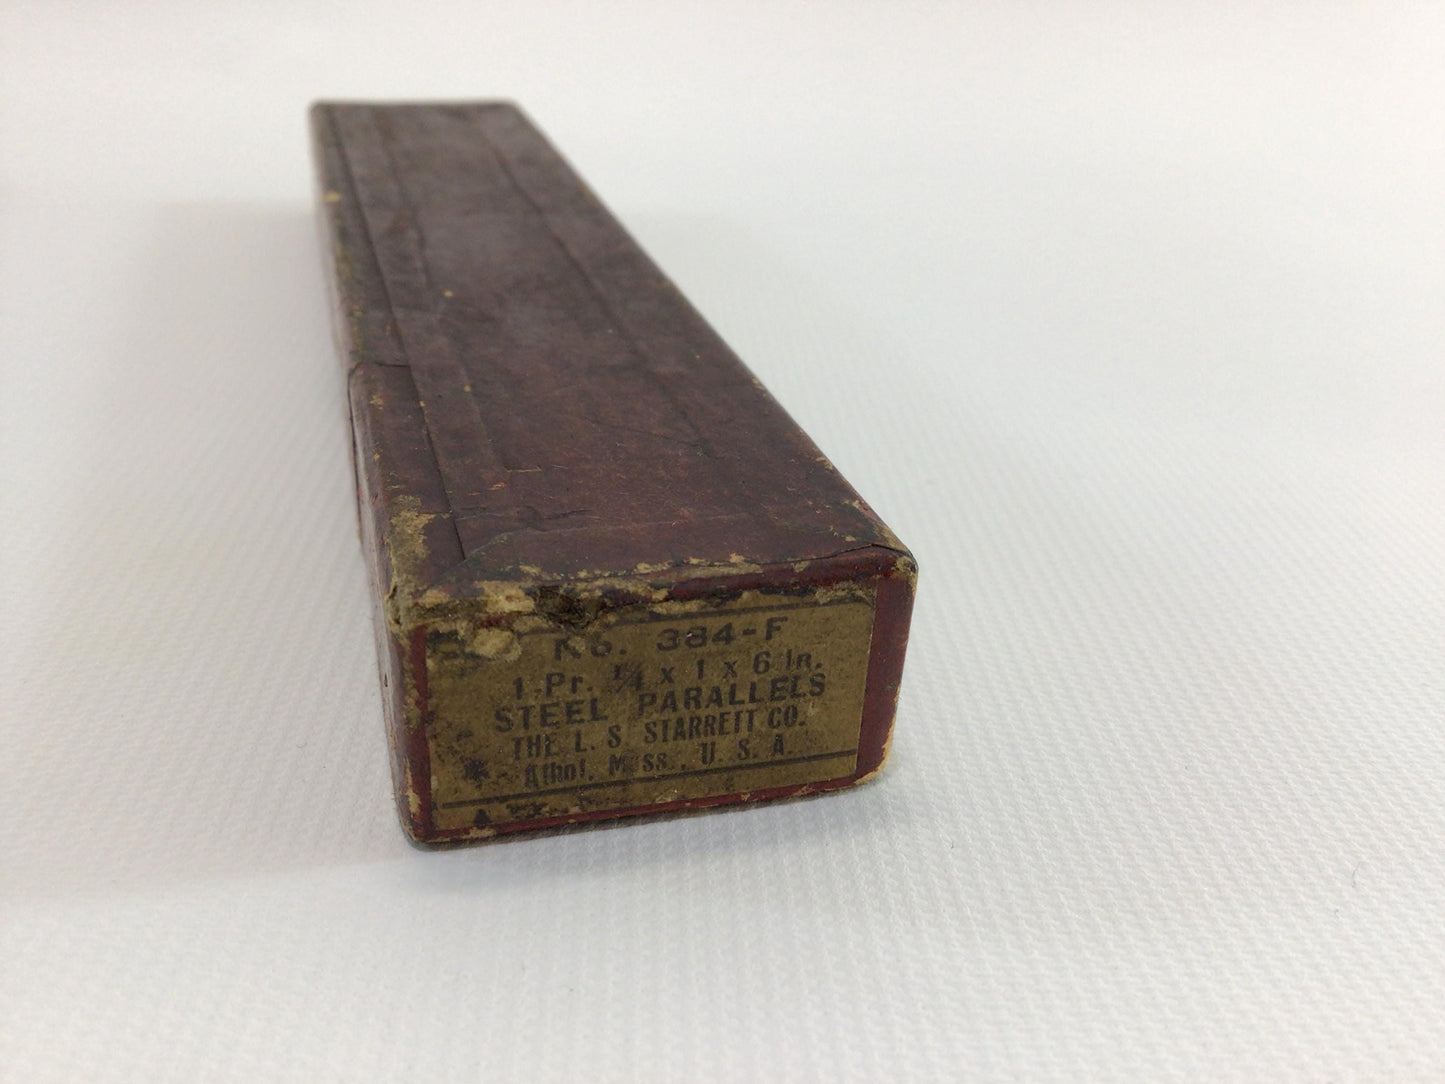 No. 384-F
1 Pr. 1/4 x 1 x 6 In.
STEEL PARALLELS
THE L. S. STARRETT CO.
Athol, Mass., U. S. A.